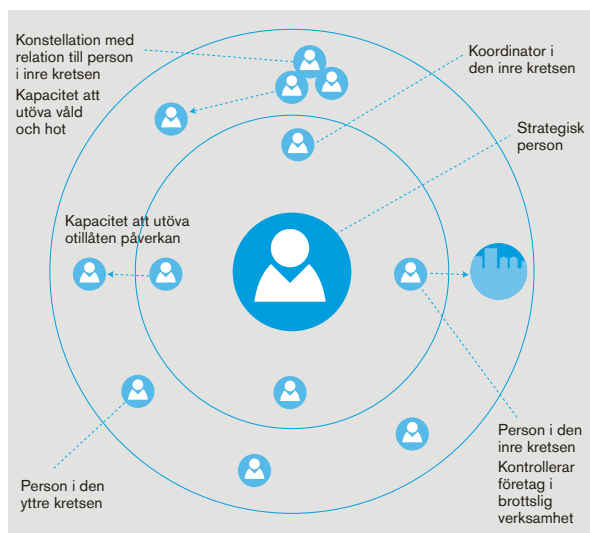 Konstellation med
relation till person
i inre kretsen
Kapacitet att
utöva våld
och hot
Koordinator i
den inre kretsen
Strategisk
person
Kapacitet att utöva
otillåten påverkan
Person i den
yttre kretsen
Person i den
inre kretsen
Kontrollerar
företag i
brottslig
verksamhet